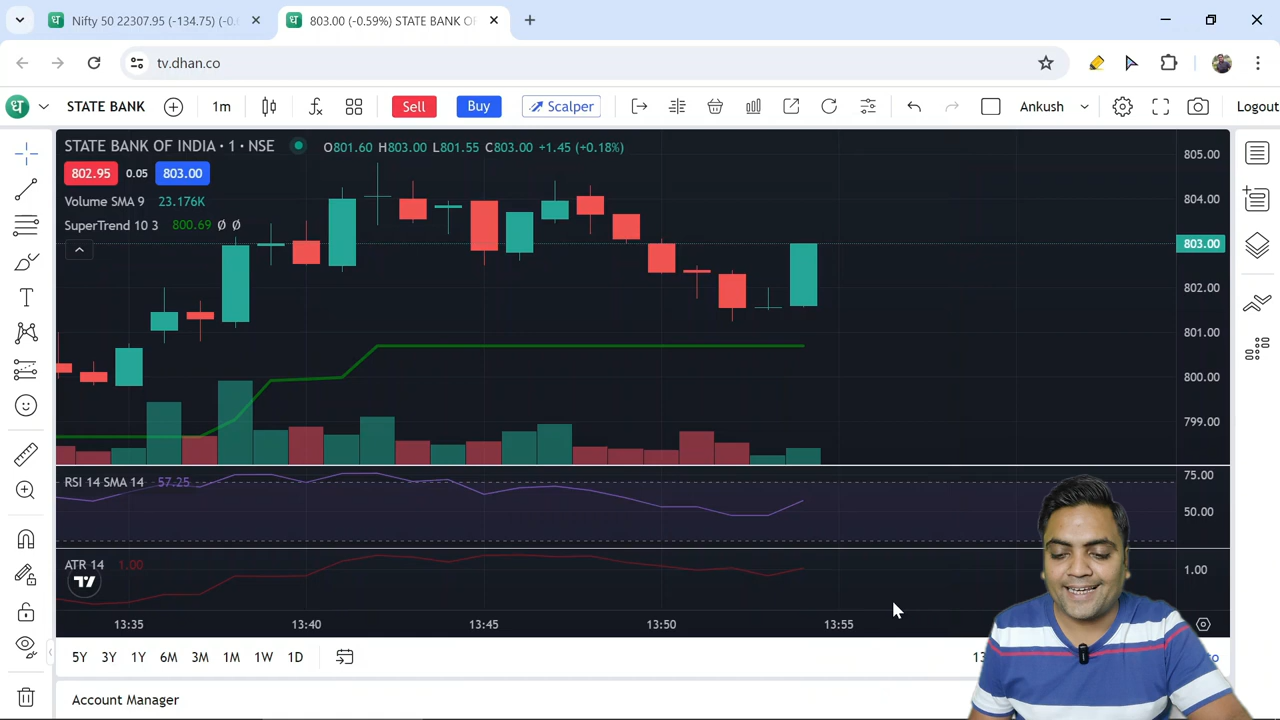 Nifty 50 22307.95 (-134.75) (-0.
803.00 (-0.59%) STATE BANK OF
tv.dhan.co
ध STATE BANK 1m Sell Buy Scalper Ankush Logout
STATE BANK OF INDIA · 1 · NSE O801.60 H803.00 L801.55 C803.00 +1.45 (+0.18%)
802.95 0.05 803.00
Volume SMA 9 23.176K
SuperTrend 10 3 800.69 Ø Ø
805.00
804.00
803.00
802.00
801.00
800.00
799.00
RSI 14 SMA 14 57.25
75.00
50.00
ATR 14 1.00
1.00
13:35 13:40 13:45 13:50 13:55
5Y 3Y 1Y 6M 3M 1M 1W 1D
Account Manager